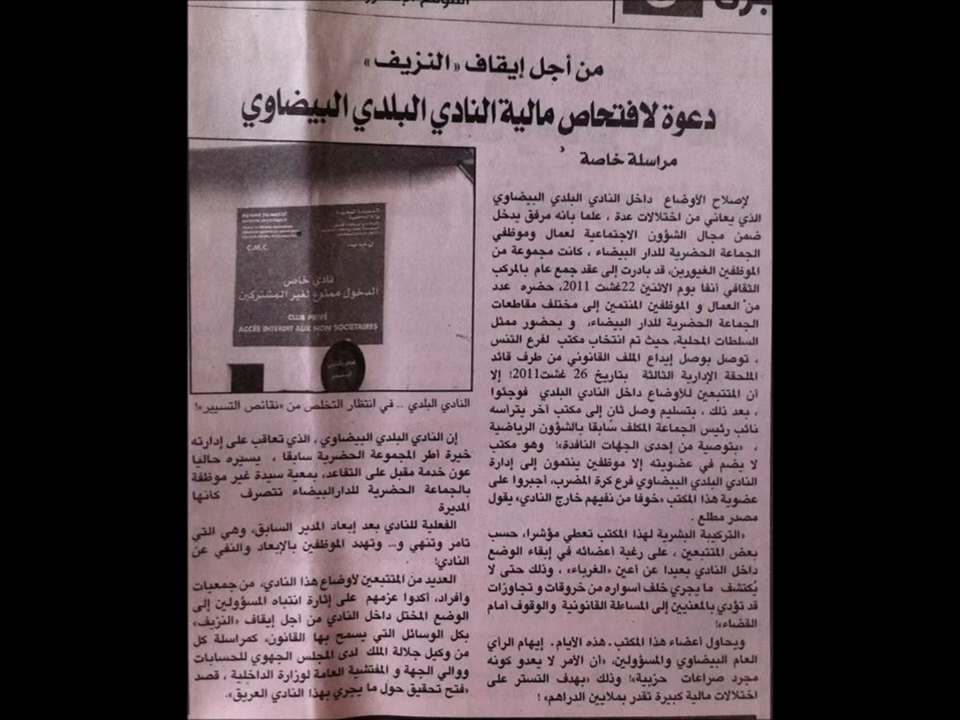 من أجل إيقاف «النزيف»
دعوة لافتحاص مالية النادي البلدي البيضاوي
مراسلة خاصة
لإصلاح الأوضاع داخل النادي البلدي البيضاوي
الذي يعاني من اختلالات عدة ، علما بأنه مرفق يدخل
ضمن مجال الشؤون الاجتماعية لعمال وموظفي
الجماعة الحضرية للدار البيضاء ، كانت مجموعة من
الموظفين الغيورين، قد بادرت إلى عقد جمع عام بالمركب
الثقافي آنفا يوم الاثنين 22غشت 2011، حضره عدد
من العمال و الموظفين المنتمين إلى مختلف مقاطعات
الجماعة الحضرية للدار البيضاء، و بحضور ممثل
السلطات المحلية، حيث تم انتخاب مكتب لفرع التنس
، توصل بوصل إيداع الملف القانوني من طرف قائد
الملحقة الإدارية الثالثة بتاريخ 26 غشت2011؛ إلا
أن المتتبعين للأوضاع داخل النادي البلدي فوجئوا
، بعد ذلك ، بتسليم وصل ثان إلى مكتب آخر يترأسه
نائب رئيس الجماعة المكلف سابقا بالشؤون الرياضية
، «بتوصية من إحدى الجهات النافذة»! وهو مكتب
لا يضم في عضويته إلا موظفين ينتمون إلى إدارة
النادي البلدي البيضاوي فرع كرة المضرب، أجبروا على
عضوية هذا المكتب «خوفا من نفيهم خارج النادي» يقول
مصدر مطلع .
«التركيبة البشرية لهذا المكتب تعطي مؤشرا، حسب
بعض المتتبعين ، على رغبة أعضائه في إبقاء الوضع
داخل النادي بعيدا عن أعين «الغرباء» ، وذلك حتى لا
يُكتشف ما يجري خلف أسواره من خروقات و تجاوزات
قد تؤدي بالمعنيين إلى المساءلة القانونية والوقوف أمام
القضاء»!
ويحاول أعضاء هذا المكتب . هذه الأيام . إيهام الرأي
العام البيضاوي والمسؤولين، «أن الأمر لا يعدو كونه
مجرد صراعات حزبية»! وذلك «بهدف التستر على
اختلالات مالية كبيرة تقدر بملايين الدراهم» !
C.M.C.
نادي خاص
الدخول ممنوع لغير المشتركين
CLUB PRIVÉ
ACCÈS INTERDIT AUX NON SOCIETAIRES
النادي البلدي .. في انتظار التخلص من «نقائص التسيير»!
إن النادي البلدي البيضاوي ، الذي تعاقب على إدارته
خيرة أطر المجموعة الحضرية سابقا ، يسيره حاليا
عون خدمة مقبل على التقاعد، بمعية سيدة غير موظفة
بالجماعة الحضرية للدارالبيضاء تتصرف كأنها
المديرة
الفعلية للنادي بعد إبعاد المدير السابق، وهي التي
تأمر وتنهي و... وتهدد الموظفين بالإبعاد والنفي عن
النادي!
العديد من المتتبعين لأوضاع هذا النادي، من جمعيات
وأفراد، أكدوا عزمهم على إثارة انتباه المسؤولين إلى
الوضع المختل داخل النادي من أجل إيقاف «النزيف»
بكل الوسائل التي يسمح بها القانون، كمراسلة كل
من وكيل جلالة الملك لدى المجلس الجهوي للحسابات
ووالي الجهة و المفتشية العامة لوزارة الداخلية ، قصد
«فتح تحقيق حول ما يجري بهذا النادي العريق».